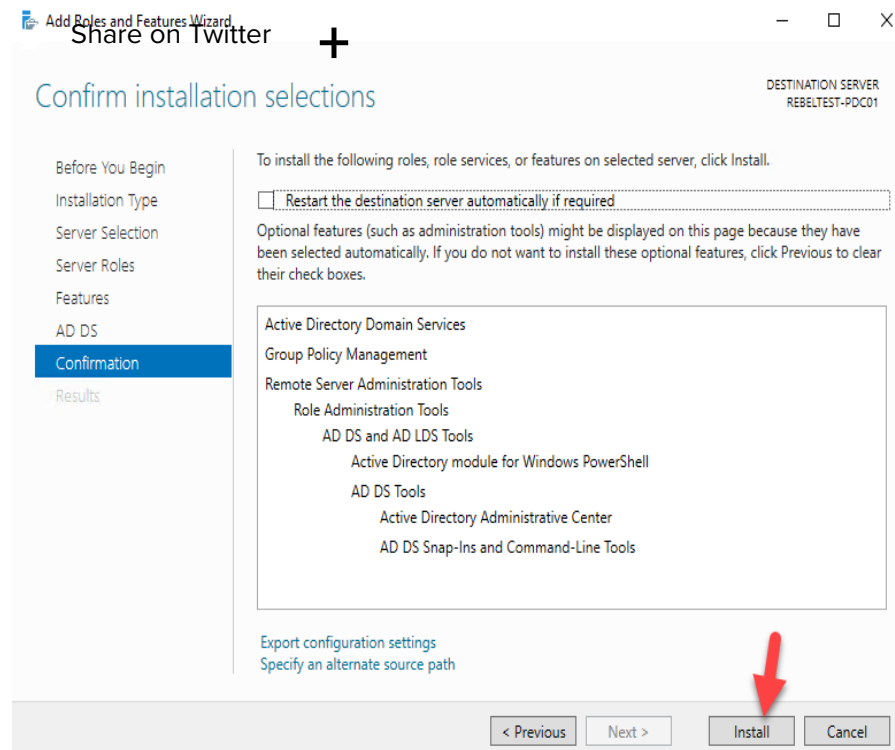 Add Roles and Features Wizard
Share on Twitter +
DESTINATION SERVER
REBELTEST-PDC01
Confirm installation selections
Before You Begin
Installation Type
Server Selection
Server Roles
Features
AD DS
Confirmation
Results
To install the following roles, role services, or features on selected server, click Install.
Restart the destination server automatically if required
Optional features (such as administration tools) might be displayed on this page because they have
been selected automatically. If you do not want to install these optional features, click Previous to clear
their check boxes.
Active Directory Domain Services
Group Policy Management
Remote Server Administration Tools
Role Administration Tools
AD DS and AD LDS Tools
Active Directory module for Windows PowerShell
AD DS Tools
Active Directory Administrative Center
AD DS Snap-Ins and Command-Line Tools
Export configuration settings
Specify an alternate source path
< Previous
Next >
Install
Cancel